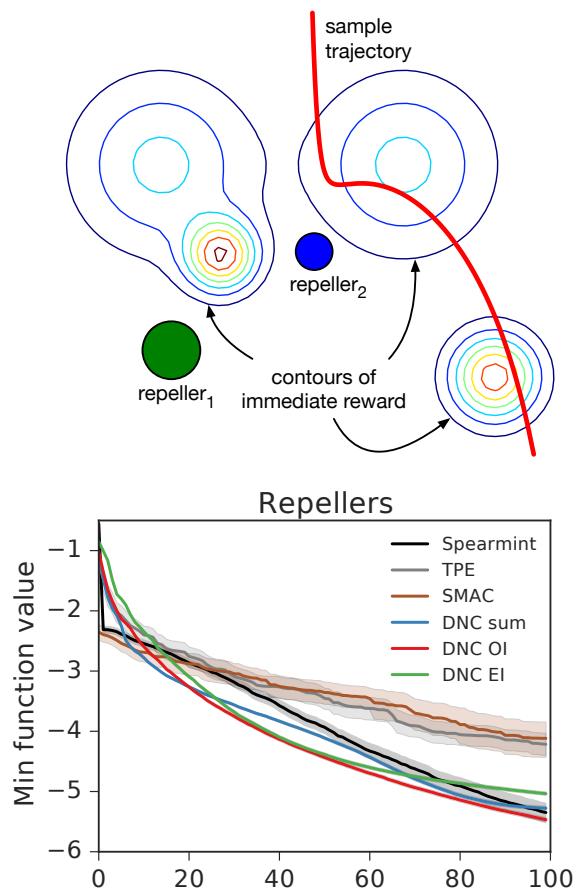 sample
trajectory
repeller2
repeller1
contours of
immediate reward
Repellers
Min function value
−1
−2
−3
−4
−5
−6
Spearmint
TPE
SMAC
DNC sum
DNC OI
DNC EI
0 20 40 60 80 100